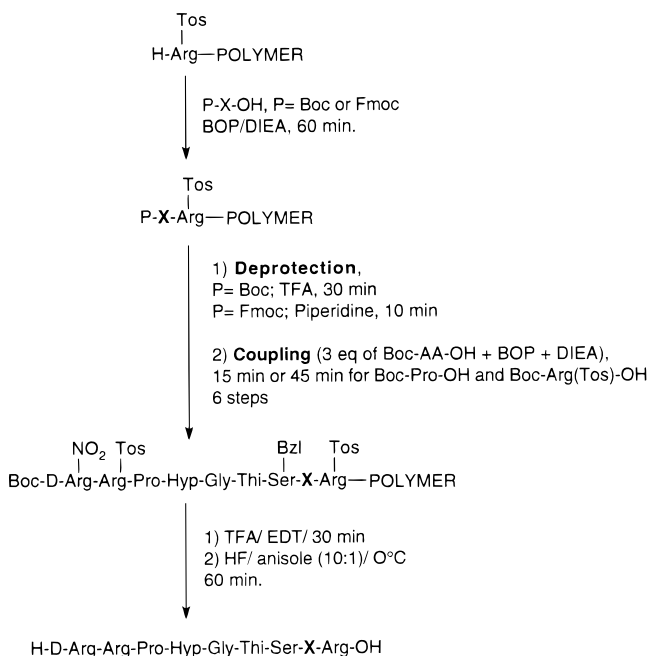 Tos
H-Arg—POLYMER
P-X-OH, P= Boc or Fmoc
BOP/DIEA, 60 min.
Tos
P-X-Arg—POLYMER
1) Deprotection,
P= Boc; TFA, 30 min
P= Fmoc; Piperidine, 10 min
2) Coupling (3 eq of Boc-AA-OH + BOP + DIEA),
15 min or 45 min for Boc-Pro-OH and Boc-Arg(Tos)-OH
6 steps
NO2 Tos Bzl Tos
Boc-D-Arg-Arg-Pro-Hyp-Gly-Thi-Ser-X-Arg—POLYMER
1) TFA/ EDT/ 30 min
2) HF/ anisole (10:1)/ O°C
60 min.
H-D-Arg-Arg-Pro-Hyp-Gly-Thi-Ser-X-Arg-OH